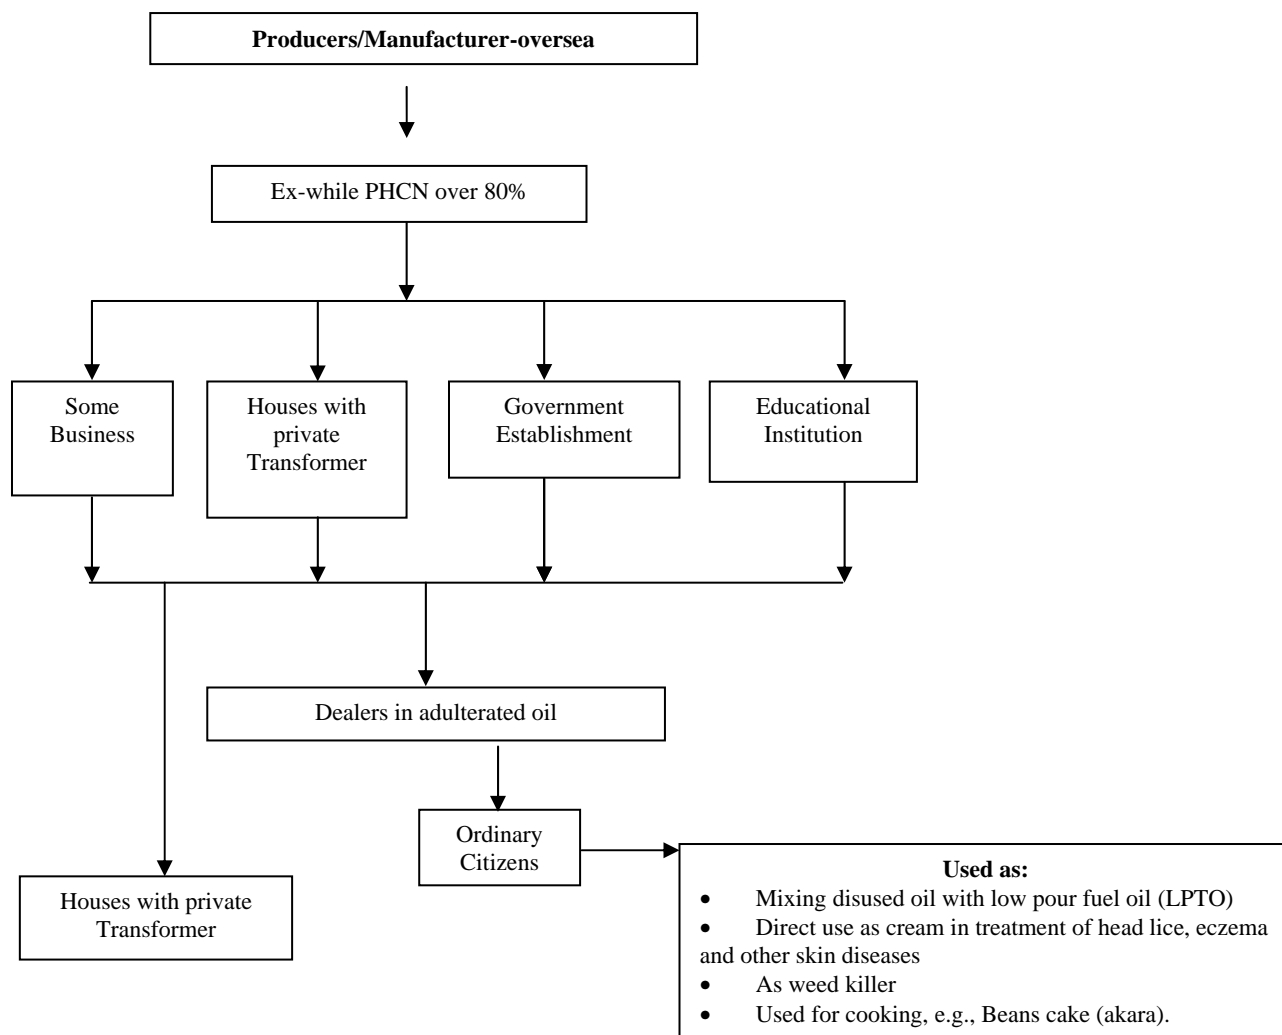 Producers/Manufacturer-oversea
Ex-while PHCN over 80%
Some
Business
Houses with
private
Transformer
Government
Establishment
Educational
Institution
Dealers in adulterated oil
Ordinary
Citizens
Houses with private
Transformer
Used as:
• Mixing disused oil with low pour fuel oil (LPTO)
• Direct use as cream in treatment of head lice, eczema
and other skin diseases
• As weed killer
• Used for cooking, e.g., Beans cake (akara).